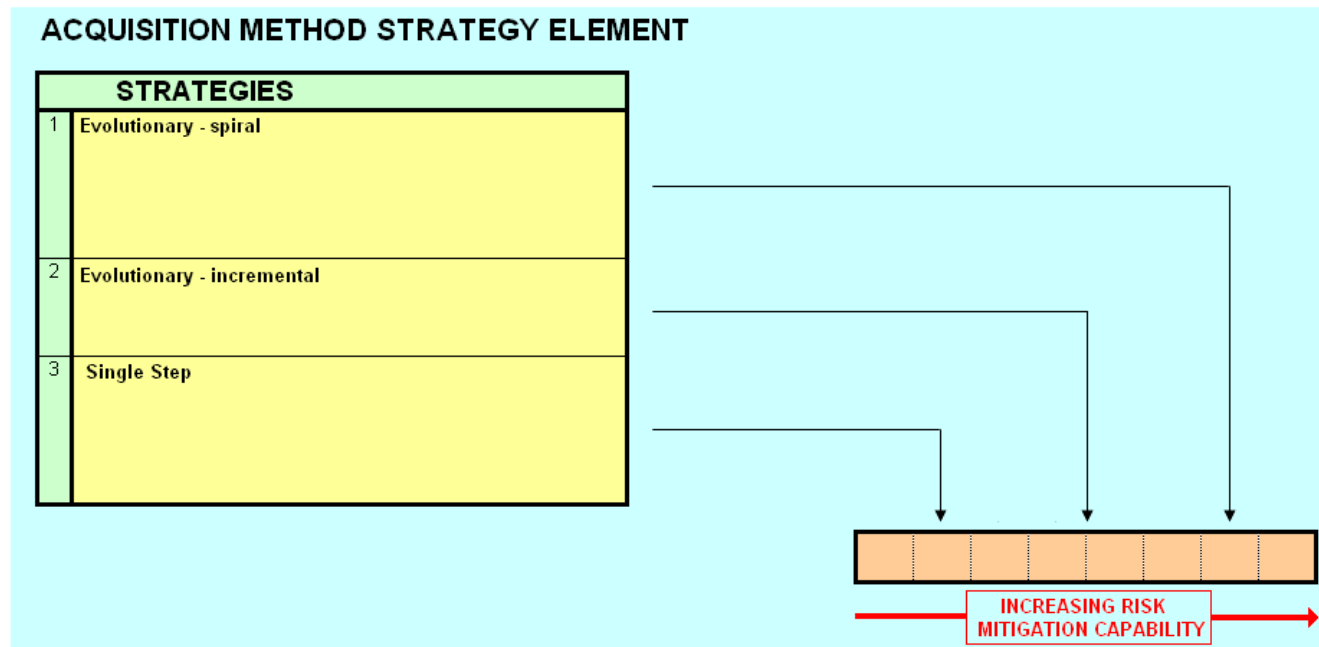 ACQUISITION METHOD STRATEGY ELEMENT
STRATEGIES
1 Evolutionary - spiral
2 Evolutionary - incremental
3 Single Step
INCREASING RISK
MITIGATION CAPABILITY